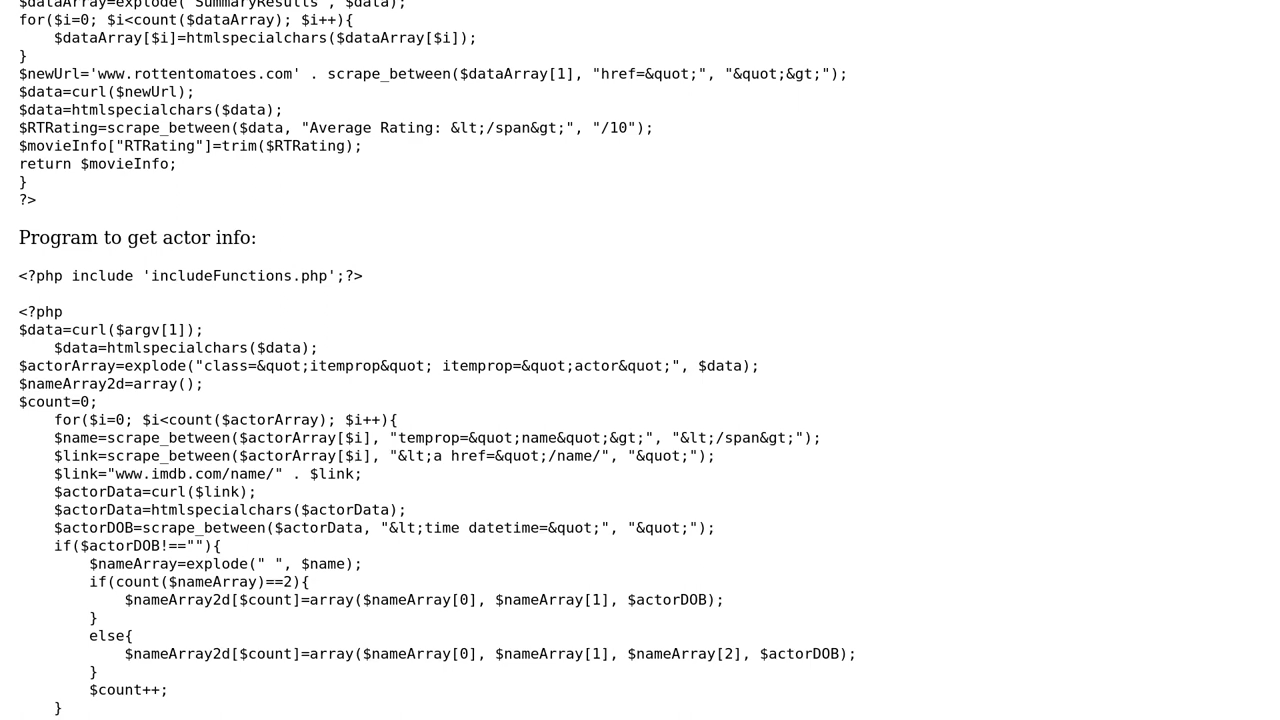 $dataArray=explode("SummaryResults", $data);
for($i=0; $i<count($dataArray); $i++){
    $dataArray[$i]=htmlspecialchars($dataArray[$i]);
}
$newUrl='www.rottentomatoes.com' . scrape_between($dataArray[1], "href=&quot;", "&quot;&gt;");
$data=curl($newUrl);
$data=htmlspecialchars($data);
$RTRating=scrape_between($data, "Average Rating: &lt;/span&gt;", "/10");
$movieInfo["RTRating"]=trim($RTRating);
return $movieInfo;
}
?>
Program to get actor info:
<?php include 'includeFunctions.php';?>
<?php
$data=curl($argv[1]);
    $data=htmlspecialchars($data);
$actorArray=explode("class=&quot;itemprop&quot; itemprop=&quot;actor&quot;", $data);
$nameArray2d=array();
$count=0;
    for($i=0; $i<count($actorArray); $i++){
    $name=scrape_between($actorArray[$i], "temprop=&quot;name&quot;&gt;", "&lt;/span&gt;");
    $link=scrape_between($actorArray[$i], "&lt;a href=&quot;/name/", "&quot;");
    $link="www.imdb.com/name/" . $link;
    $actorData=curl($link);
    $actorData=htmlspecialchars($actorData);
    $actorDOB=scrape_between($actorData, "&lt;time datetime=&quot;", "&quot;");
    if($actorDOB!==""){
        $nameArray=explode(" ", $name);
        if(count($nameArray)==2){
            $nameArray2d[$count]=array($nameArray[0], $nameArray[1], $actorDOB);
        }
        else{
            $nameArray2d[$count]=array($nameArray[0], $nameArray[1], $nameArray[2], $actorDOB);
        }
        $count++;
    }